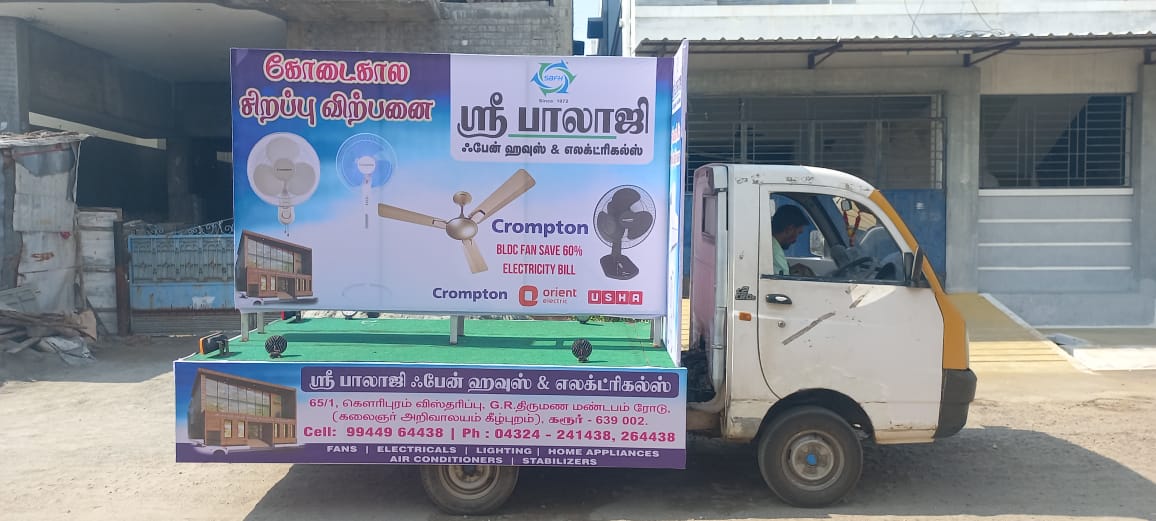 கோடைகால
சிறப்பு விற்பனை
SBFH
Since 1972
ஸ்ரீ பாலாஜி
ஃபேன் ஹவுஸ் & எலக்ட்ரிகல்ஸ்
Crompton
BLDC FAN SAVE 60%
ELECTRICITY BILL
Crompton orient electric USHA
ஸ்ரீ பாலாஜி ஃபேன் ஹவுஸ் & எலக்ட்ரிகல்ஸ்
65/1, கௌரிபுரம் விஸ்தரிப்பு, G.R.திருமண மண்டபம் ரோடு,
(கலைஞர் அறிவாலயம் கீழ்புறம்), கரூர் - 639 002.
Cell: 99449 64438 | Ph : 04324 - 241438, 264438
FANS | ELECTRICALS | LIGHTING | HOME APPLIANCES
AIR CONDITIONERS | STABILIZERS